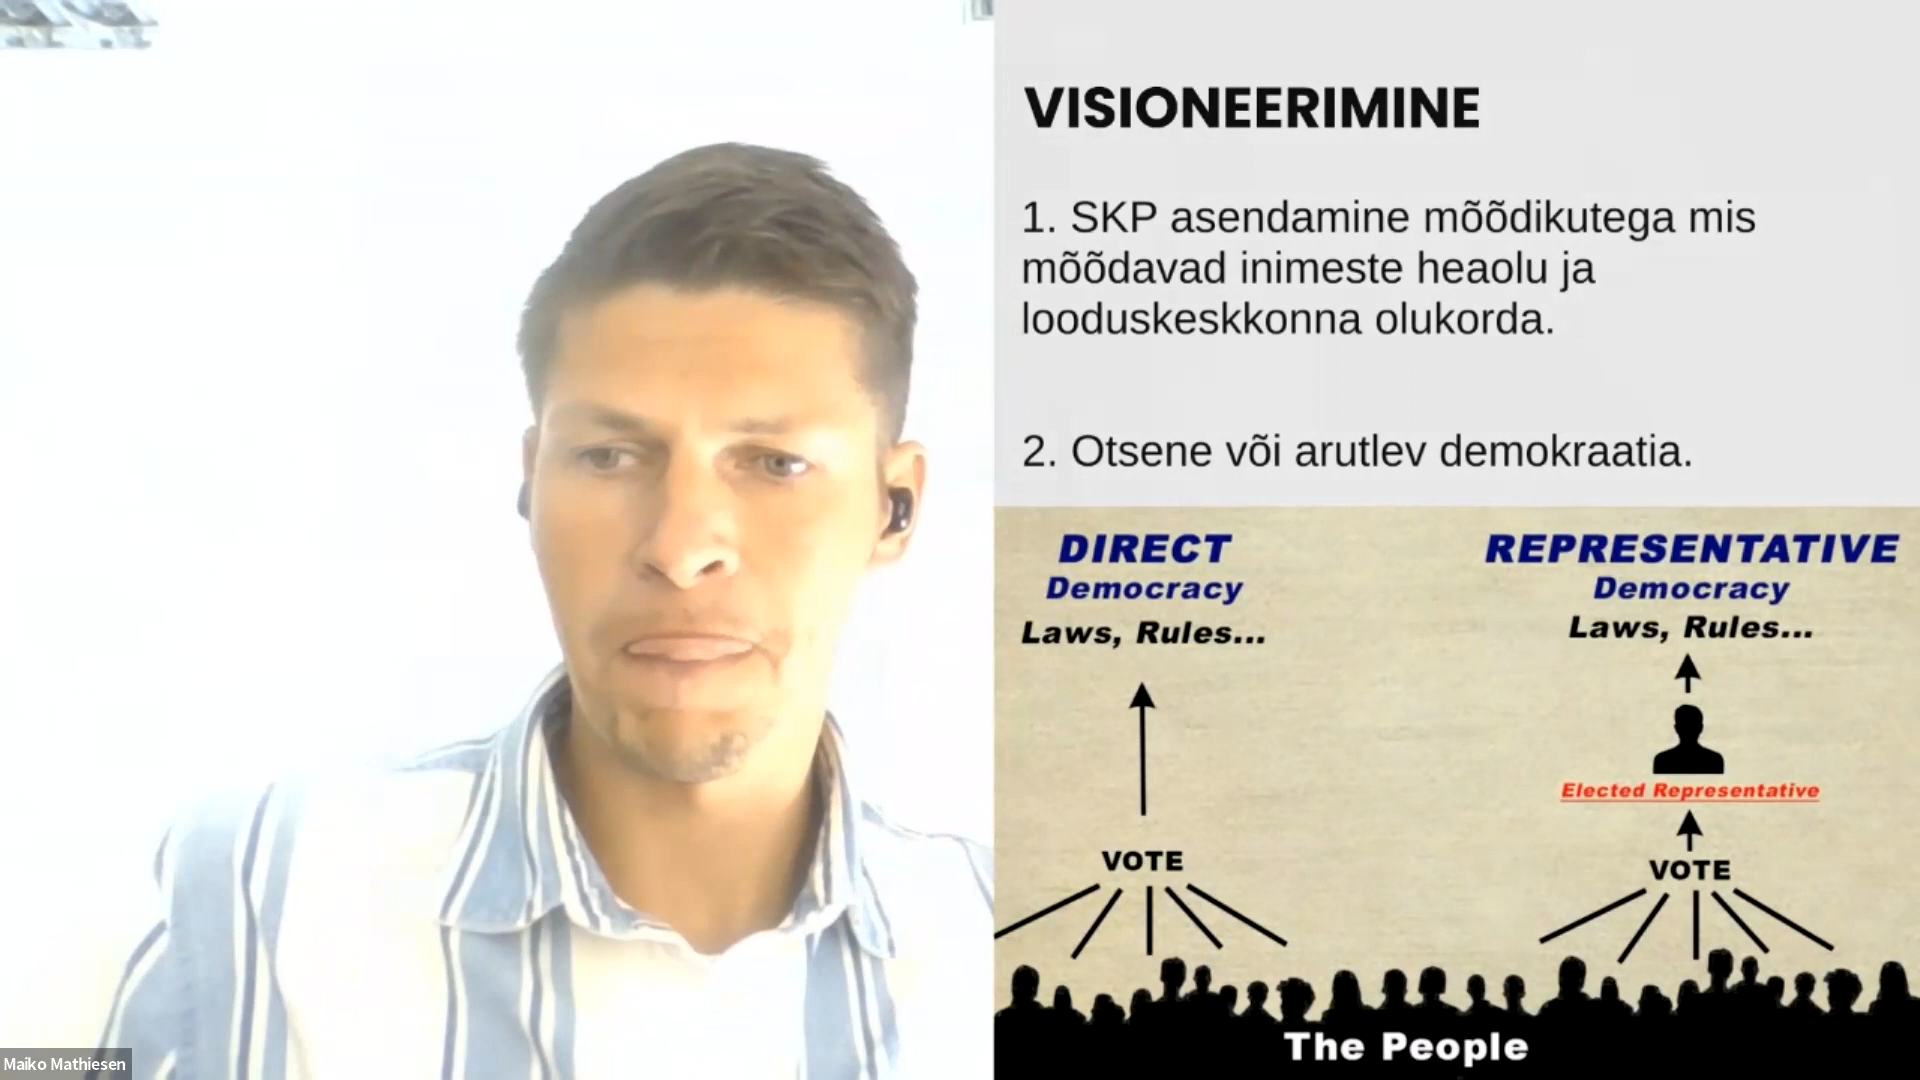 VISIONEERIMINE
1. SKP asendamine mõõdikutega mis
mõõdavad inimeste heaolu ja
looduskeskkonna olukorda.
2. Otsene või arutlev demokraatia.
DIRECT
Democracy
Laws, Rules...
VOTE
REPRESENTATIVE
Democracy
Laws, Rules...
Elected Representative
VOTE
The People
Maiko Mathiesen